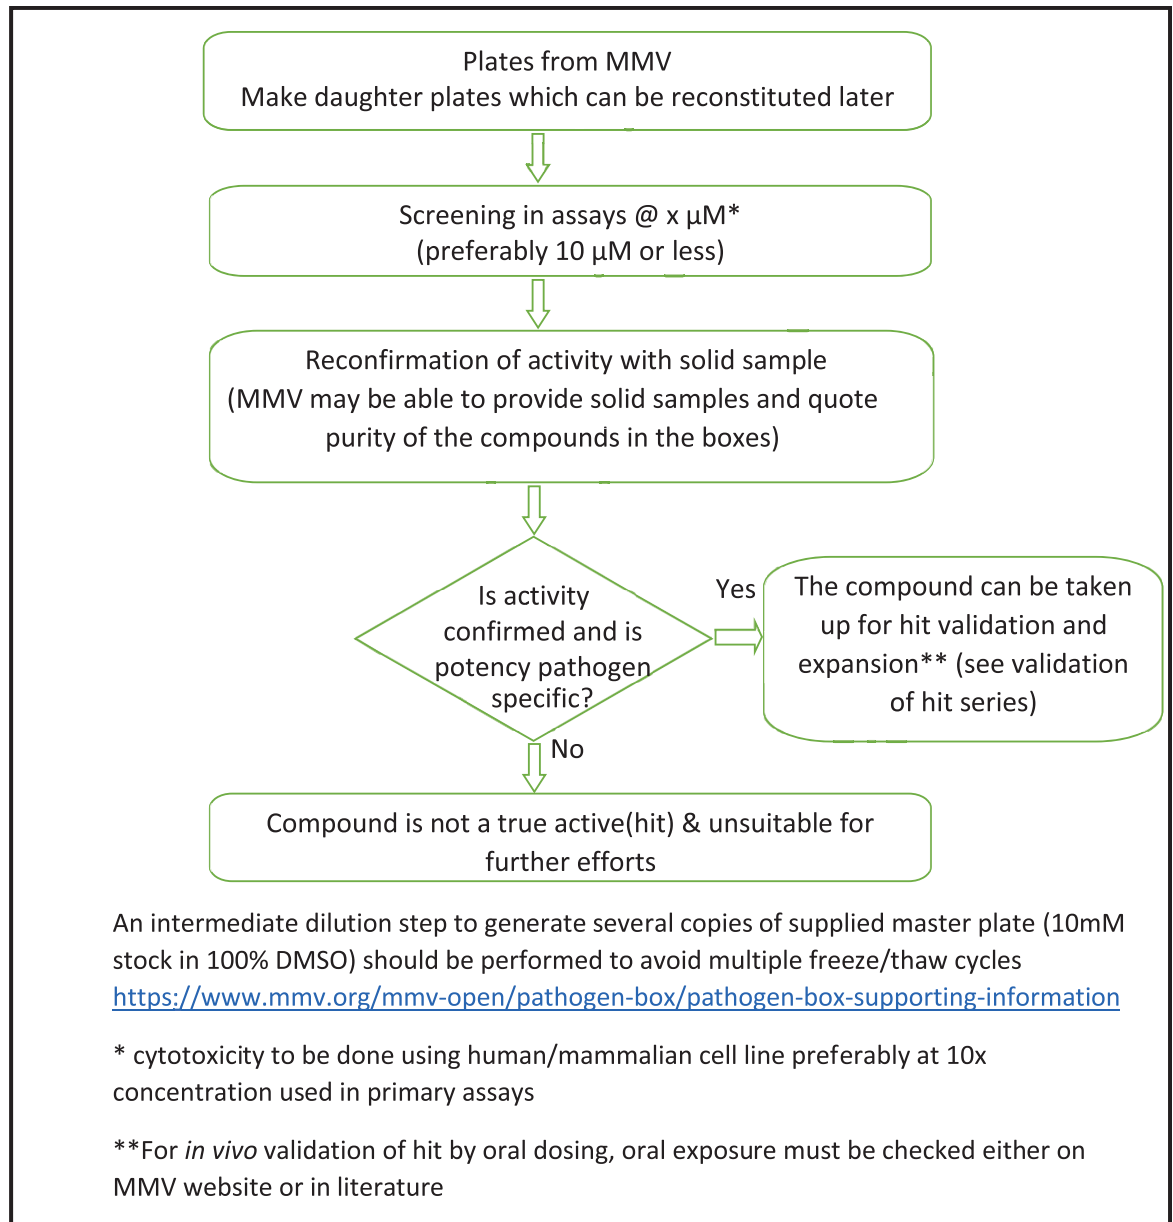 Plates from MMV
Make daughter plates which can be reconstituted later
Screening in assays @ x µM*
(preferably 10 µM or less)
Reconfirmation of activity with solid sample
(MMV may be able to provide solid samples and quote
purity of the compounds in the boxes)
Is activity
confirmed and is
potency pathogen
specific?
Yes
The compound can be taken
up for hit validation and
expansion** (see validation
of hit series)
No
Compound is not a true active(hit) & unsuitable for
further efforts
An intermediate dilution step to generate several copies of supplied master plate (10mM
stock in 100% DMSO) should be performed to avoid multiple freeze/thaw cycles
https://www.mmv.org/mmv-open/pathogen-box/pathogen-box-supporting-information
* cytotoxicity to be done using human/mammalian cell line preferably at 10x
concentration used in primary assays
**For in vivo validation of hit by oral dosing, oral exposure must be checked either on
MMV website or in literature